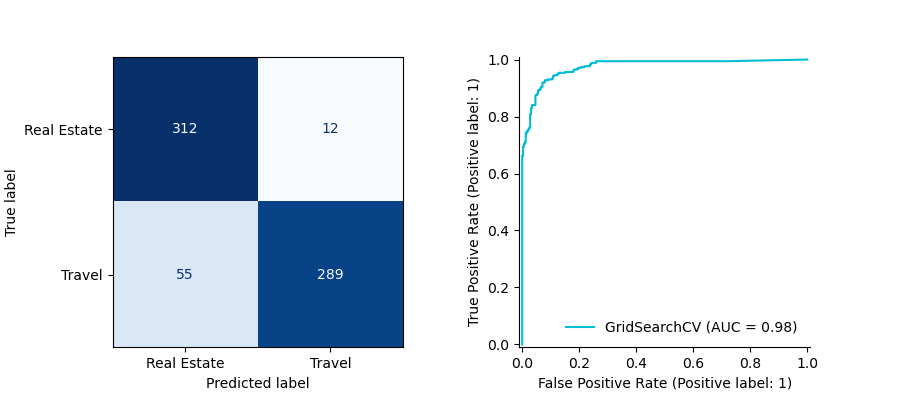 True label
Real Estate
Travel
312
12
55
289
Real Estate
Travel
Predicted label
True Positive Rate (Positive label: 1)
1.0
0.8
0.6
0.4
0.2
0.0
GridSearchCV (AUC = 0.98)
0.0
0.2
0.4
0.6
0.8
1.0
False Positive Rate (Positive label: 1)